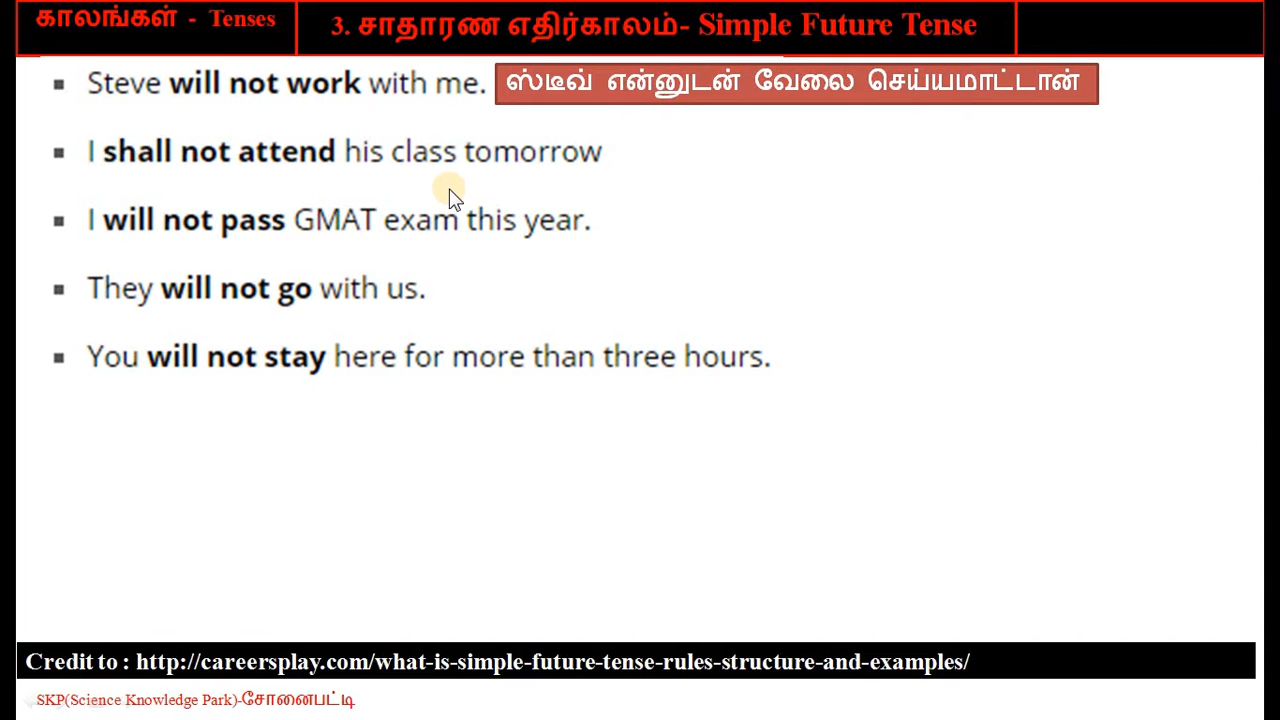 காலங்கள் - Tenses
3. சாதாரண எதிர்காலம்- Simple Future Tense
Steve will not work with me. ஸ்டீவ் என்னுடன் வேலை செய்யமாட்டான்
I shall not attend his class tomorrow
I will not pass GMAT exam this year.
They will not go with us.
You will not stay here for more than three hours.
Credit to : http://careersplay.com/what-is-simple-future-tense-rules-structure-and-examples/
SKP(Science Knowledge Park)-சோனைபட்டி